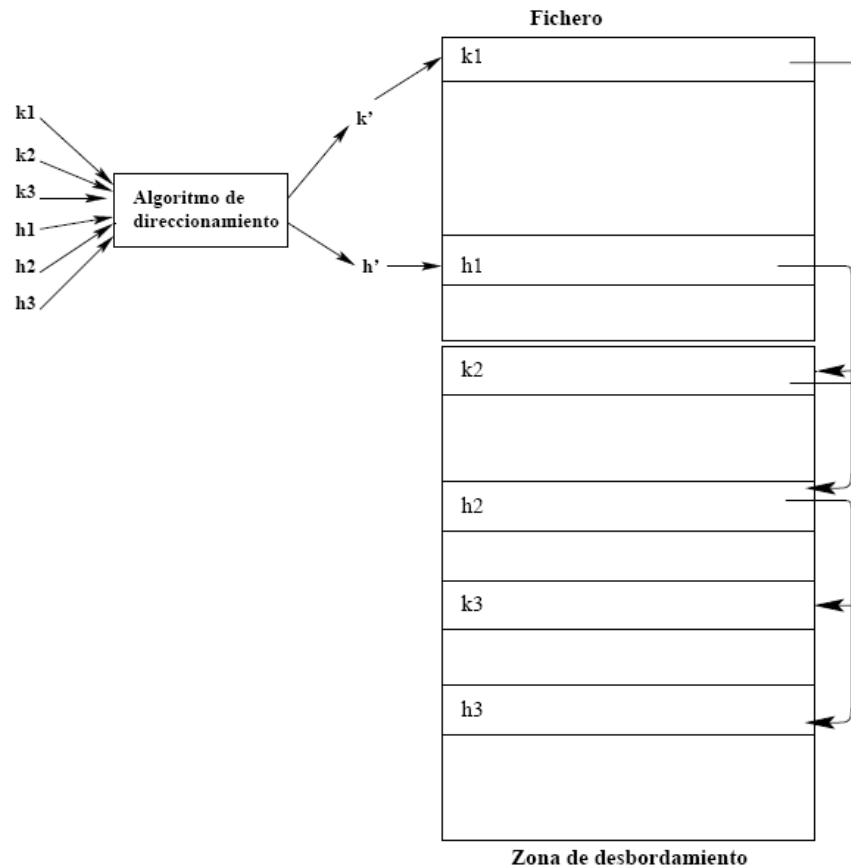 Fichero
k1
k1
k'
k2
k3
Algoritmo de
direccionamiento
h1
h2
h3
h'
h1
k2
h2
k3
h3
Zona de desbordamiento